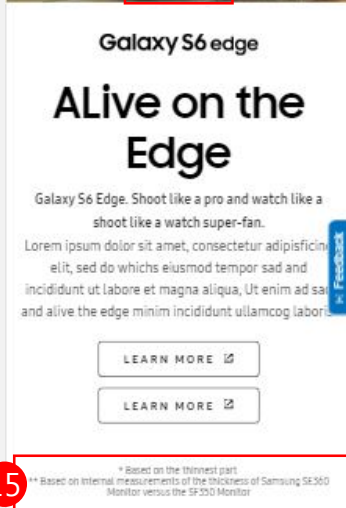 Galaxy S6 edge
ALive on the
Edge
Galaxy S6 Edge. Shoot like a pro and watch like a
shoot like a watch super-fan.
Lorem ipsum dolor sit amet, consectetur adipisficing
elit, sed do whichs eiusmod tempor sad and
incididunt ut labore et magna aliqua, Ut enim ad sad
and alive the edge minim incididunt ullamcog laboris
Feedback
LEARN MORE
LEARN MORE
15
* Based on the thinnest part
** Based on internal measurements of the thickness of Samsung SE360
Monitor versus the SF350 Monitor